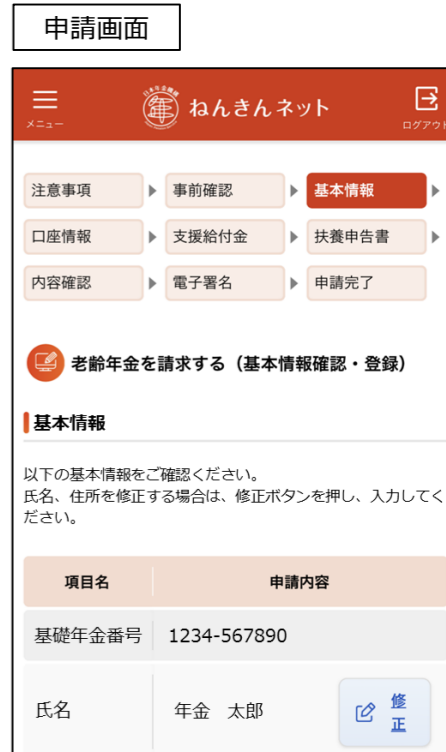 申請画面
メニュー
日本年金機構
年
ねんきんネット
ログアウト
注意事項
事前確認
基本情報
口座情報
支援給付金
扶養申告書
内容確認
電子署名
申請完了
老齢年金を請求する（基本情報確認・登録）
基本情報
以下の基本情報をご確認ください。
氏名、住所を修正する場合は、修正ボタンを押し、入力してく
ださい。
項目名 申請内容
基礎年金番号 1234-567890
氏名 年金　太郎
修
正